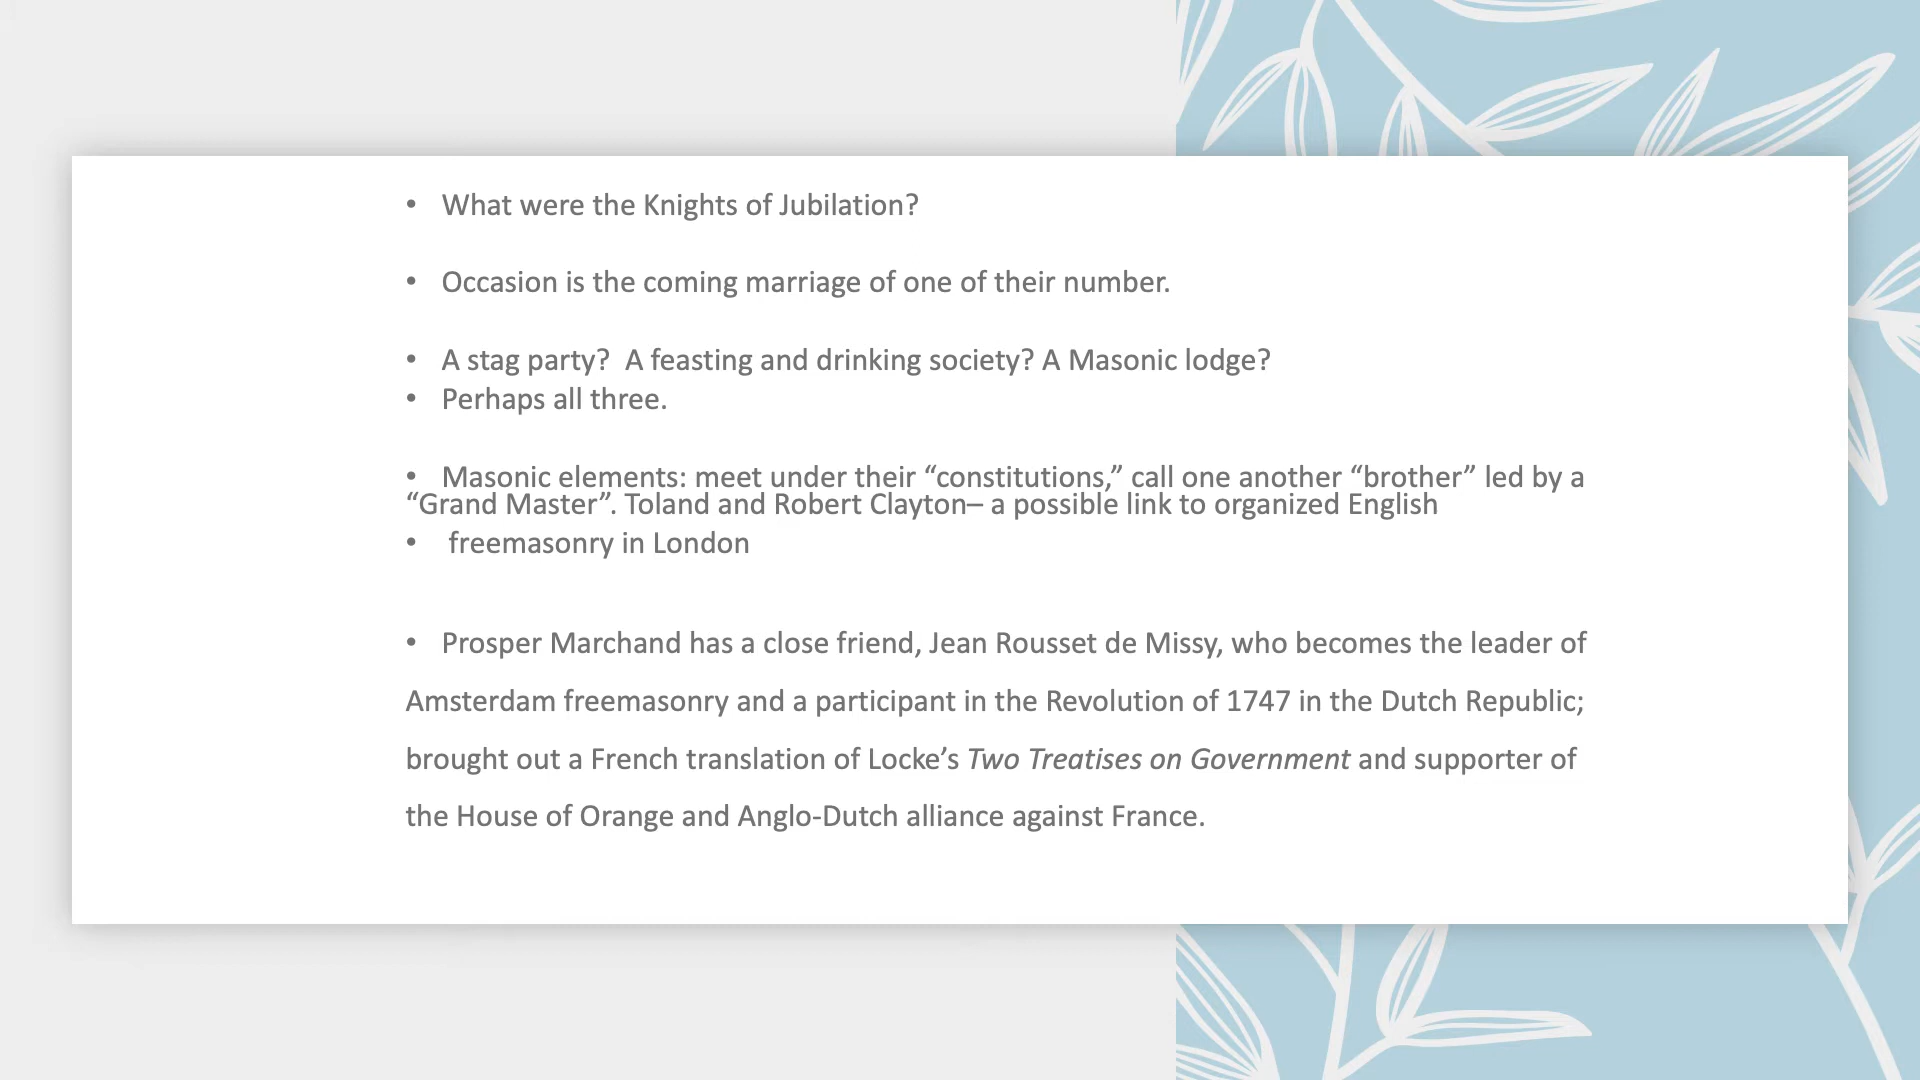 • What were the Knights of Jubilation?
• Occasion is the coming marriage of one of their number.
• A stag party?  A feasting and drinking society? A Masonic lodge?
• Perhaps all three.
• Masonic elements: meet under their “constitutions,” call one another “brother” led by a
“Grand Master”. Toland and Robert Clayton– a possible link to organized English
• freemasonry in London
• Prosper Marchand has a close friend, Jean Rousset de Missy, who becomes the leader of
Amsterdam freemasonry and a participant in the Revolution of 1747 in the Dutch Republic;
brought out a French translation of Locke’s Two Treatises on Government and supporter of
the House of Orange and Anglo-Dutch alliance against France.